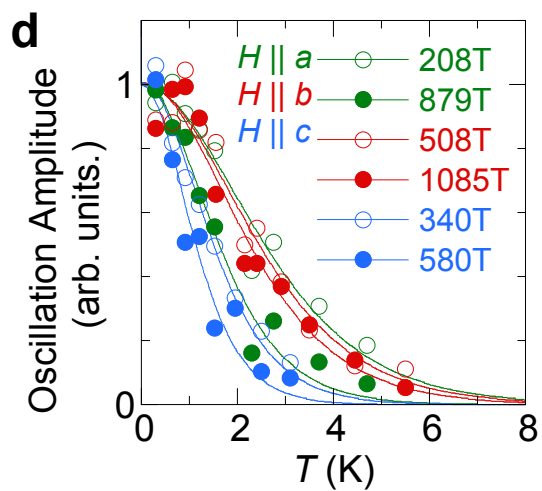 d
H || a 208T
H || b 879T
H || c 508T
1085T
340T
580T
Oscillation Amplitude
(arb. units.)
1
0
0 2 4 6 8
T (K)